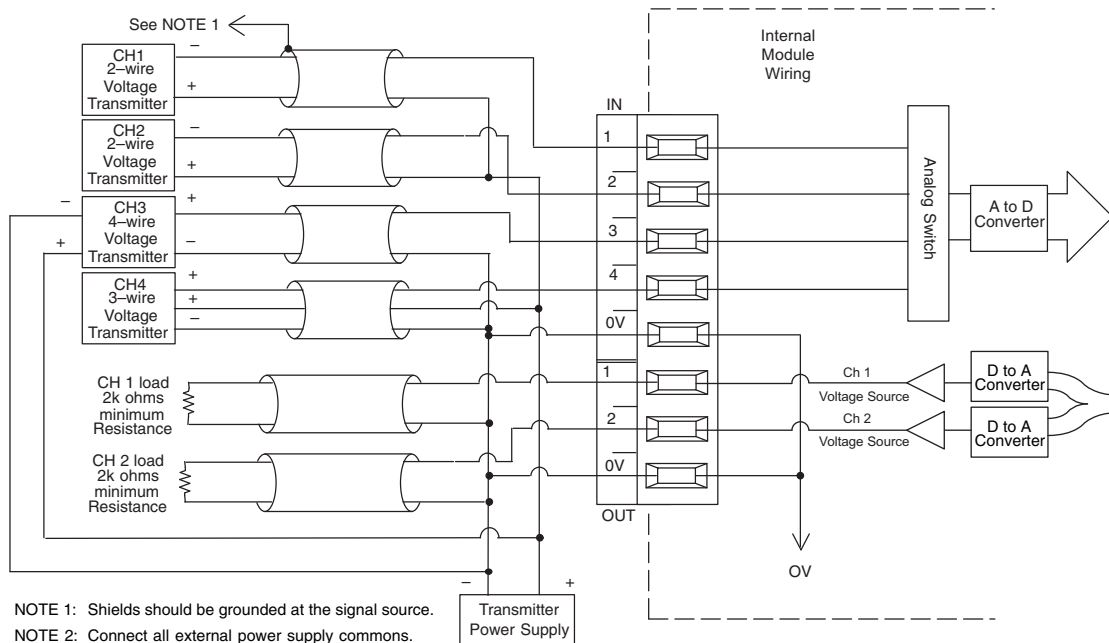 See NOTE 1
CH1
2–wire
Voltage
Transmitter
–
+
CH2
2–wire
Voltage
Transmitter
–
+
CH3
4–wire
Voltage
Transmitter
+
–
–
+
CH4
3–wire
Voltage
Transmitter
+
+
–
CH 1 load
2k ohms
minimum
Resistance
CH 2 load
2k ohms
minimum
Resistance
IN
1
2
3
4
0V
1
2
0V
OUT
Internal
Module
Wiring
Analog Switch
A to D
Converter
Ch 1
Voltage Source
D to A
Converter
Ch 2
Voltage Source
D to A
Converter
OV
–
+
Transmitter
Power Supply
NOTE 1: Shields should be grounded at the signal source.
NOTE 2: Connect all external power supply commons.